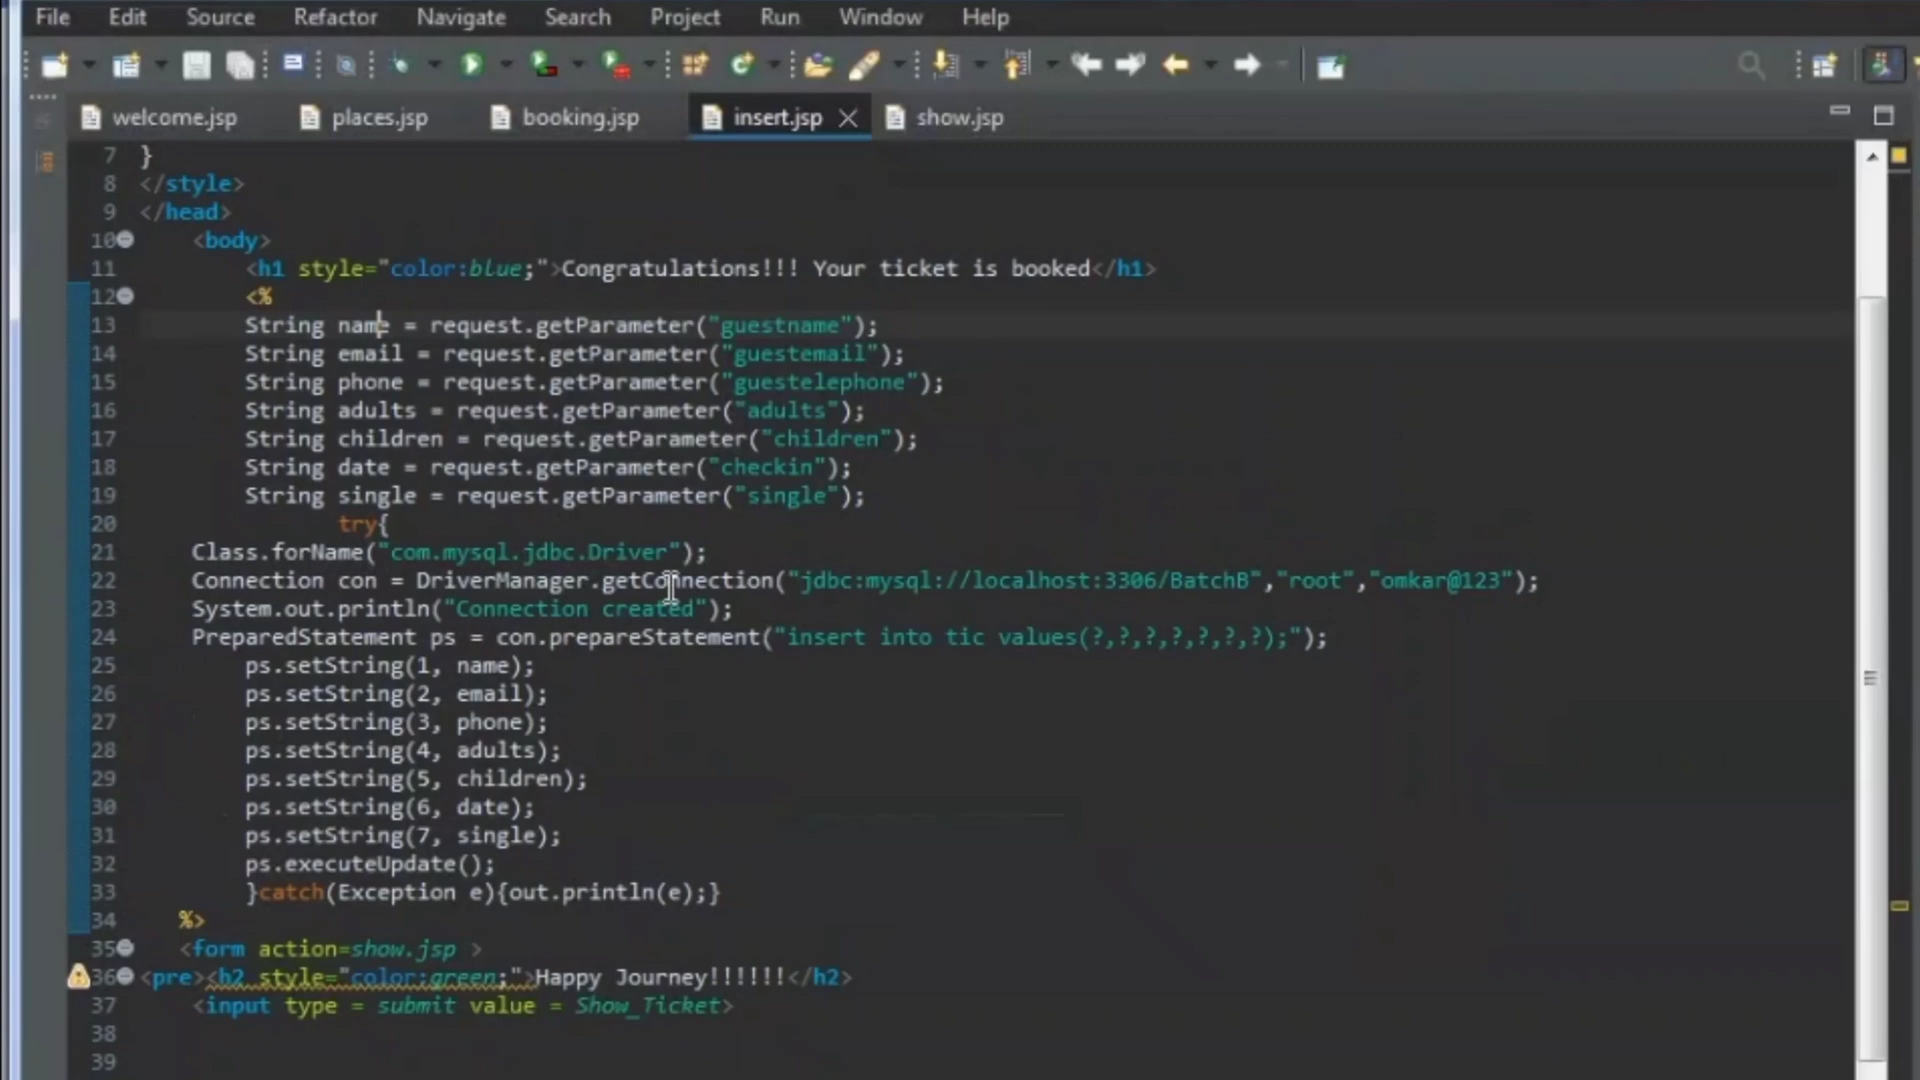 File Edit Source Refactor Navigate Search Project Run Window Help
welcome.jsp places.jsp booking.jsp insert.jsp show.jsp
7 }
8 </style>
9 </head>
10 <body>
11 <h1 style="color:blue;">Congratulations!!! Your ticket is booked</h1>
12 <%
13 String name = request.getParameter("guestname");
14 String email = request.getParameter("guestemail");
15 String phone = request.getParameter("guestelephone");
16 String adults = request.getParameter("adults");
17 String children = request.getParameter("children");
18 String date = request.getParameter("checkin");
19 String single = request.getParameter("single");
20 try{
21 Class.forName("com.mysql.jdbc.Driver");
22 Connection con = DriverManager.getConnection("jdbc:mysql://localhost:3306/BatchB","root","omkar@123");
23 System.out.println("Connection created");
24 PreparedStatement ps = con.prepareStatement("insert into tic values(?,?,?,?,?,?,?);");
25 ps.setString(1, name);
26 ps.setString(2, email);
27 ps.setString(3, phone);
28 ps.setString(4, adults);
29 ps.setString(5, children);
30 ps.setString(6, date);
31 ps.setString(7, single);
32 ps.executeUpdate();
33 }catch(Exception e){out.println(e);}
34 %>
35 <form action=show.jsp >
36 <pre><h2 style="color:green;">Happy Journey!!!!!!</h2>
37 <input type = submit value = Show_Ticket>
38
39